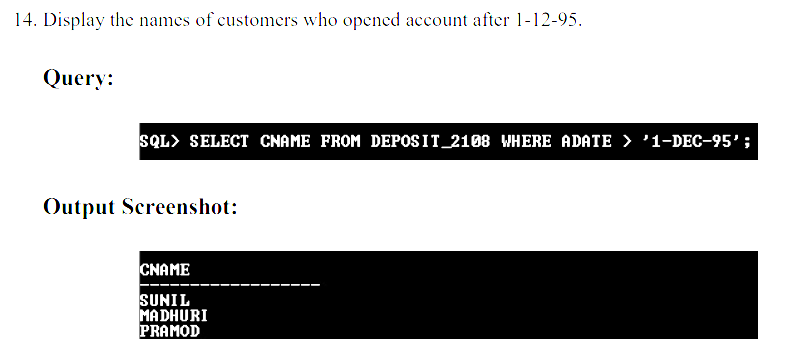 14. Display the names of customers who opened account after 1-12-95.
Query:
SQL> SELECT CNAME FROM DEPOSIT_2108 WHERE ADATE > '1-DEC-95';
Output Screenshot:
CNAME
------------------
SUNIL
MADHURI
PRAMOD